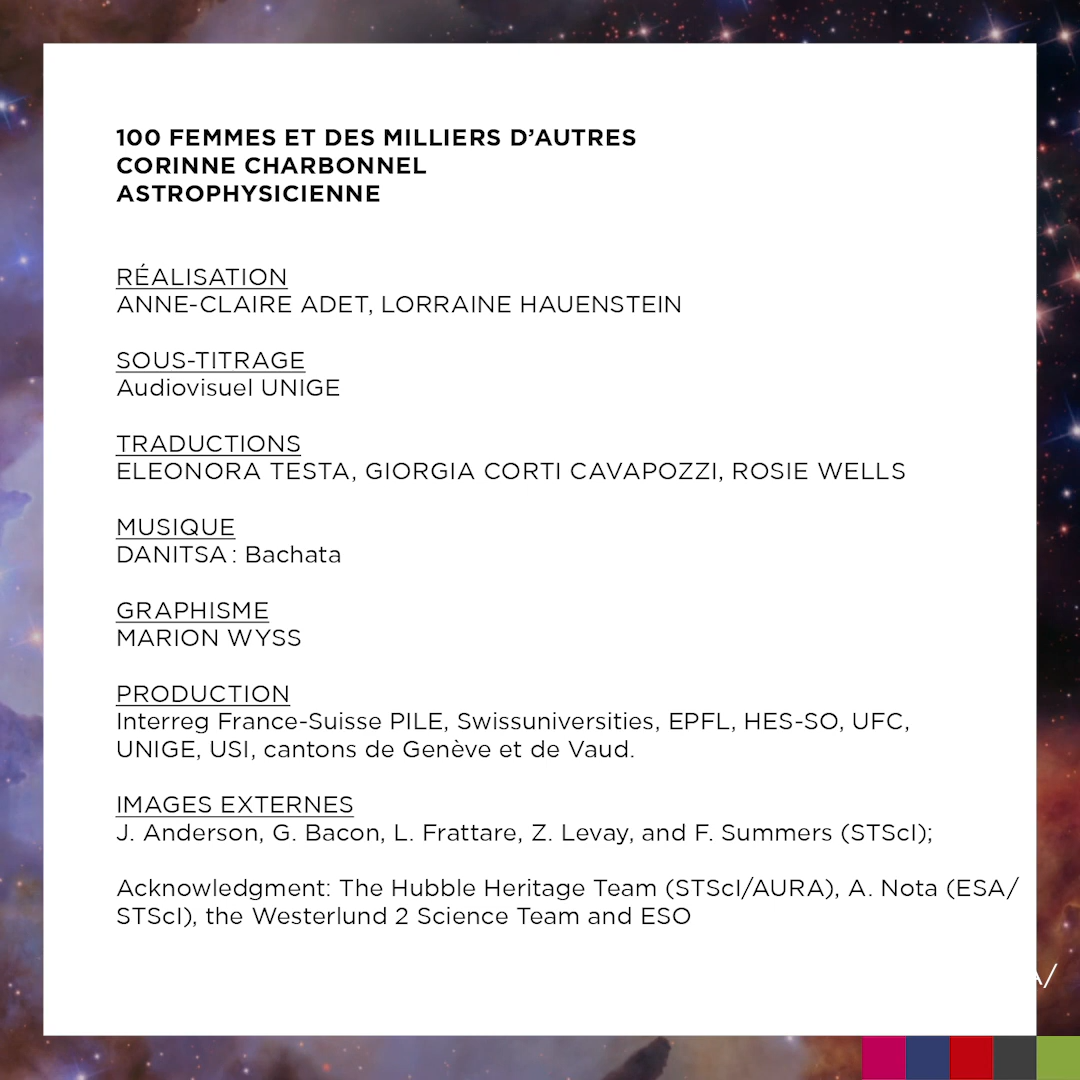 100 FEMMES ET DES MILLIERS D’AUTRES
CORINNE CHARBONNEL
ASTROPHYSICIENNE
RÉALISATION
ANNE-CLAIRE ADET, LORRAINE HAUENSTEIN
SOUS-TITRAGE
Audiovisuel UNIGE
TRADUCTIONS
ELEONORA TESTA, GIORGIA CORTI CAVAPOZZI, ROSIE WELLS
MUSIQUE
DANITSA : Bachata
GRAPHISME
MARION WYSS
PRODUCTION
Interreg France-Suisse PILE, Swissuniversities, EPFL, HES-SO, UFC,
UNIGE, USI, cantons de Genève et de Vaud.
IMAGES EXTERNES
J. Anderson, G. Bacon, L. Frattare, Z. Levay, and F. Summers (STScI);
Acknowledgment: The Hubble Heritage Team (STScI/AURA), A. Nota (ESA/
STScI), the Westerlund 2 Science Team and ESO